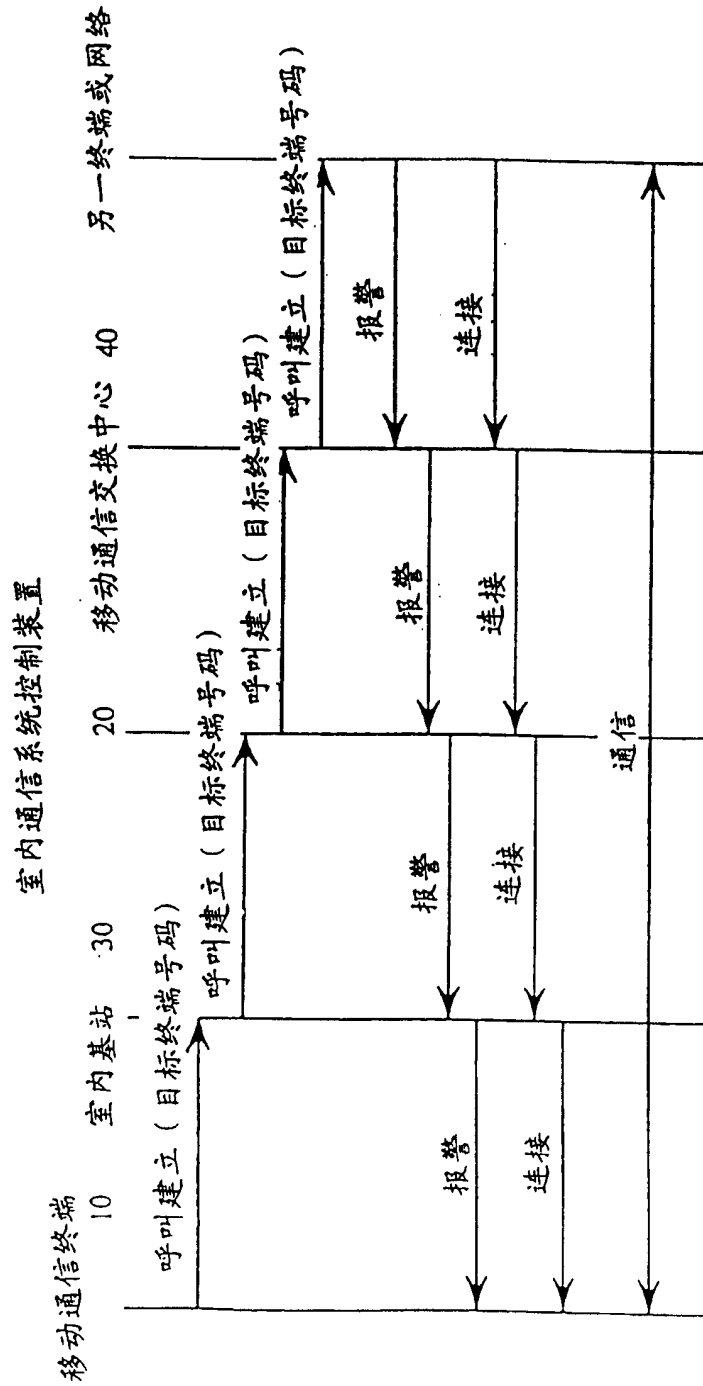 室内通信系统控制装置
移动通信终端
10
室内基站
30
20
移动通信交换中心 40
另一终端或网络
呼叫建立（目标终端号码）
呼叫建立（目标终端号码）
呼叫建立（目标终端号码）
呼叫建立（目标终端号码）
报警
报警
报警
报警
连接
连接
连接
连接
通信